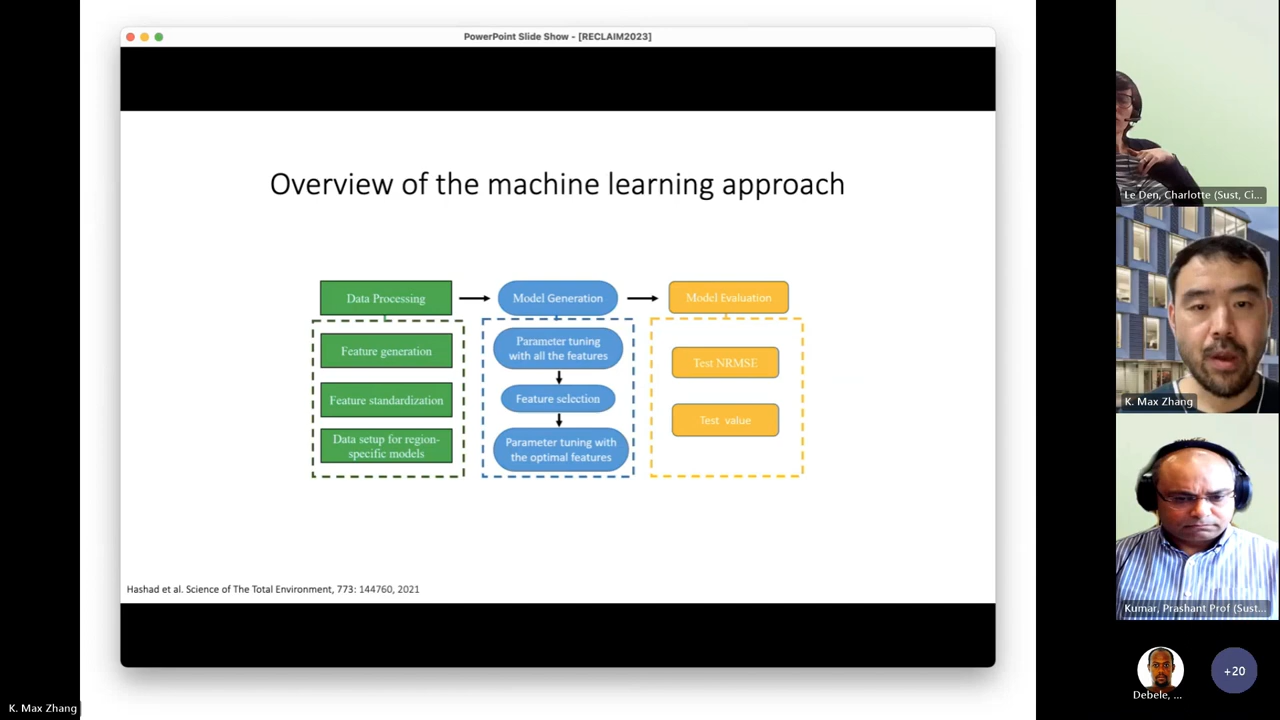 PowerPoint Slide Show - [RECLAIM2023]
Overview of the machine learning approach
Data Processing
Feature generation
Feature standardization
Data setup for region-
specific models
Model Generation
Parameter tuning
with all the features
Feature selection
Parameter tuning with
the optimal features
Model Evaluation
Test NRMSE
Test value
Hashad et al. Science of The Total Environment, 773: 144760, 2021
Le Den, Charlotte (Sust, Ci...
K. Max Zhang
Kumar, Prashant Prof (Sust...
Debele, ...
+20
K. Max Zhang